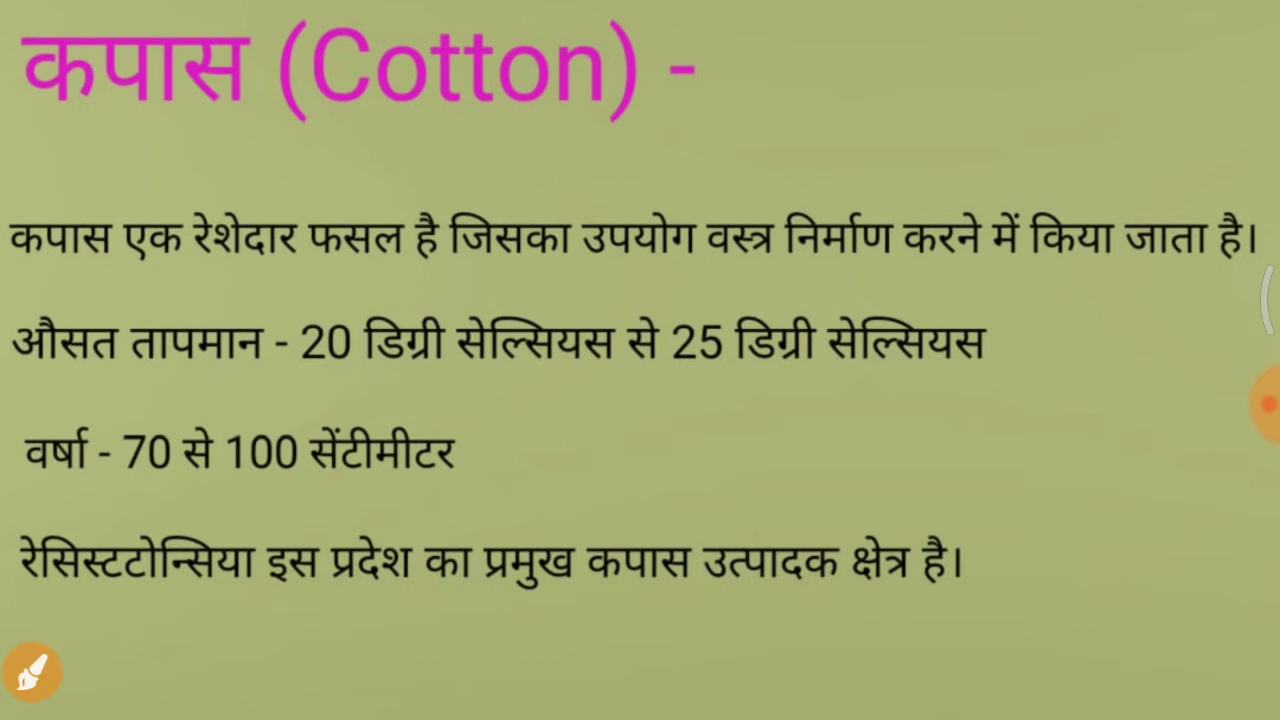 कपास (Cotton) -
कपास एक रेशेदार फसल है जिसका उपयोग वस्त्र निर्माण करने में किया जाता है।
औसत तापमान - 20 डिग्री सेल्सियस से 25 डिग्री सेल्सियस
वर्षा - 70 से 100 सेंटीमीटर
रेसिस्टटोन्सिया इस प्रदेश का प्रमुख कपास उत्पादक क्षेत्र है।